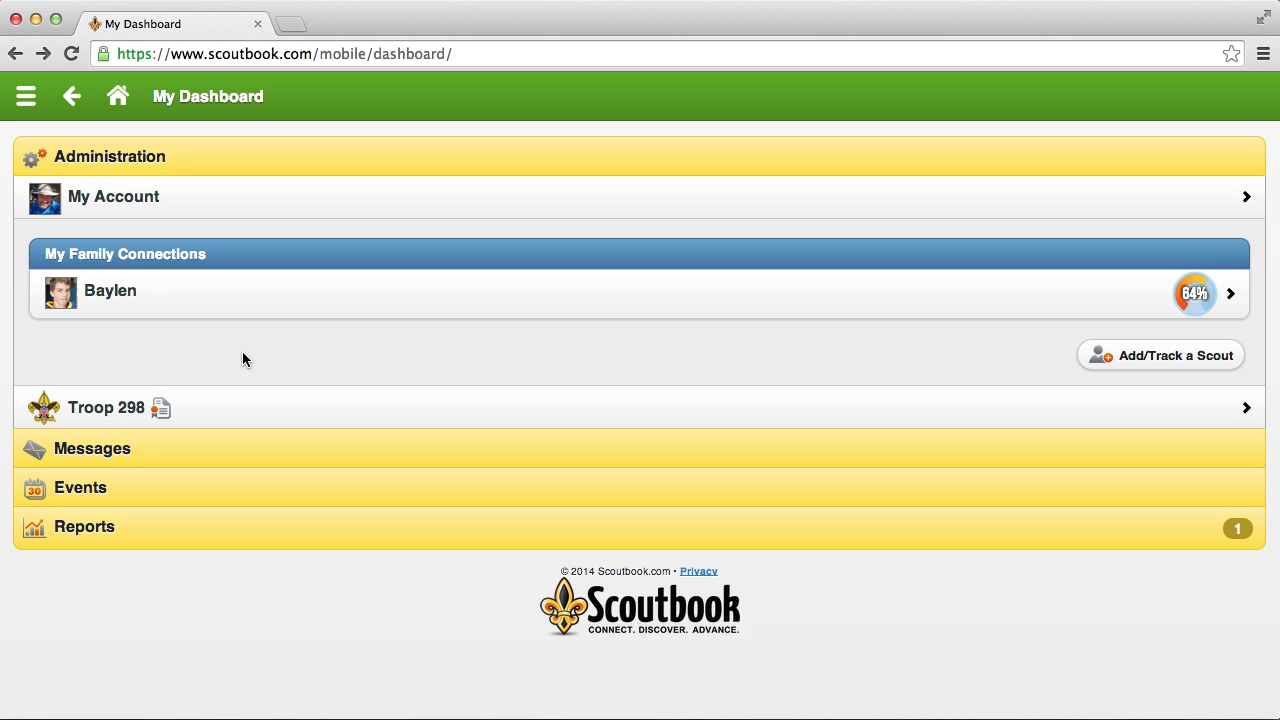 My Dashboard
https://www.scoutbook.com/mobile/dashboard/
My Dashboard
Administration
My Account
My Family Connections
Baylen
64%
Add/Track a Scout
Troop 298
Messages
30 Events
Reports
1
© 2014 Scoutbook.com • Privacy
Scoutbook
CONNECT. DISCOVER. ADVANCE.